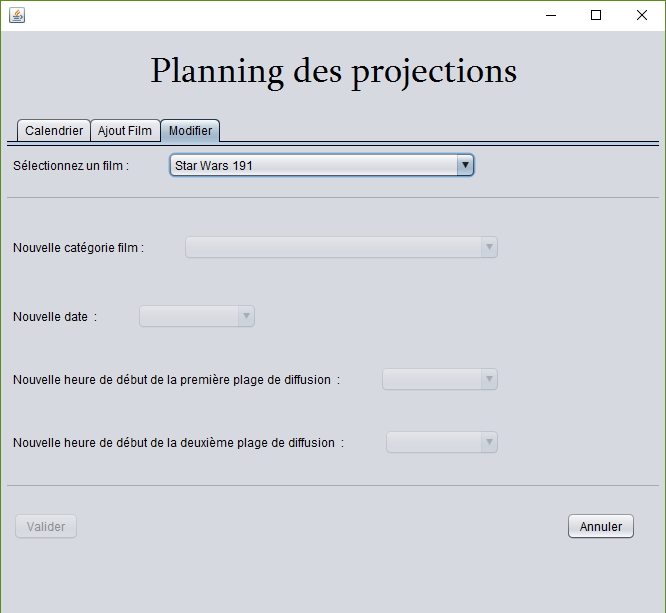 Planning des projections
Calendrier Ajout Film Modifier
Sélectionnez un film : Star Wars 191
Nouvelle catégorie film :
Nouvelle date :
Nouvelle heure de début de la première plage de diffusion :
Nouvelle heure de début de la deuxième plage de diffusion :
Valider Annuler